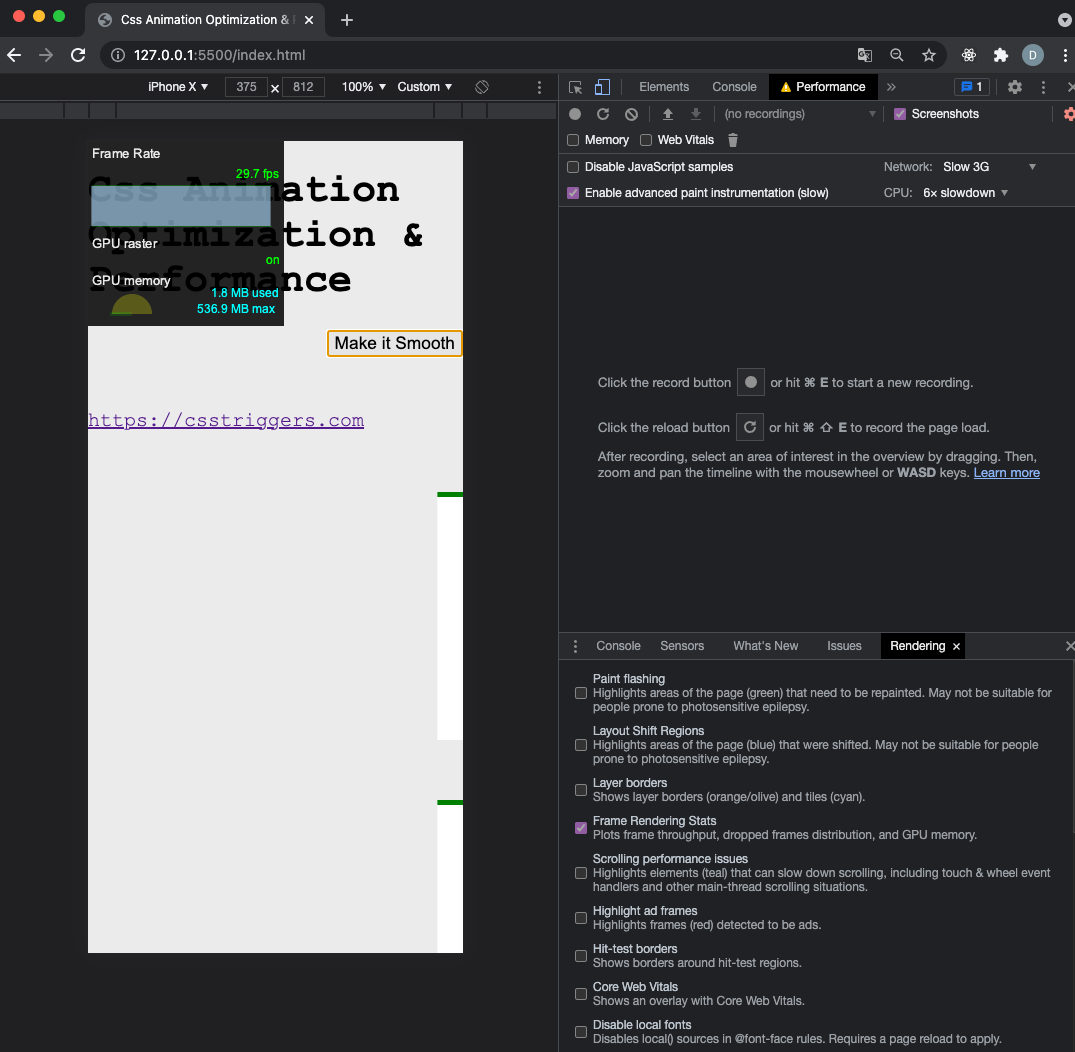 Css Animation Optimization &
127.0.0.1:5500/index.html
D
iPhone X ▼ 375 × 812 100% ▼ Custom ▼
Elements Console Performance » 1
(no recordings) Screenshots
Memory Web Vitals
Disable JavaScript samples Network: Slow 3G
Enable advanced paint instrumentation (slow) CPU: 6× slowdown
Frame Rate
29.7 fps
GPU raster
on
GPU memory
1.8 MB used
536.9 MB max
Css Animation
Optimization &
Performance
Make it Smooth
https://csstriggers.com
Click the record button or hit ⌘ E to start a new recording.
Click the reload button or hit ⌘ ⇧ E to record the page load.
After recording, select an area of interest in the overview by dragging. Then,
zoom and pan the timeline with the mousewheel or WASD keys. Learn more
Console Sensors What's New Issues Rendering ×
Paint flashing
Highlights areas of the page (green) that need to be repainted. May not be suitable for
people prone to photosensitive epilepsy.
Layout Shift Regions
Highlights areas of the page (blue) that were shifted. May not be suitable for people
prone to photosensitive epilepsy.
Layer borders
Shows layer borders (orange/olive) and tiles (cyan).
Frame Rendering Stats
Plots frame throughput, dropped frames distribution, and GPU memory.
Scrolling performance issues
Highlights elements (teal) that can slow down scrolling, including touch & wheel event
handlers and other main-thread scrolling situations.
Highlight ad frames
Highlights frames (red) detected to be ads.
Hit-test borders
Shows borders around hit-test regions.
Core Web Vitals
Shows an overlay with Core Web Vitals.
Disable local fonts
Disables local() sources in @font-face rules. Requires a page reload to apply.